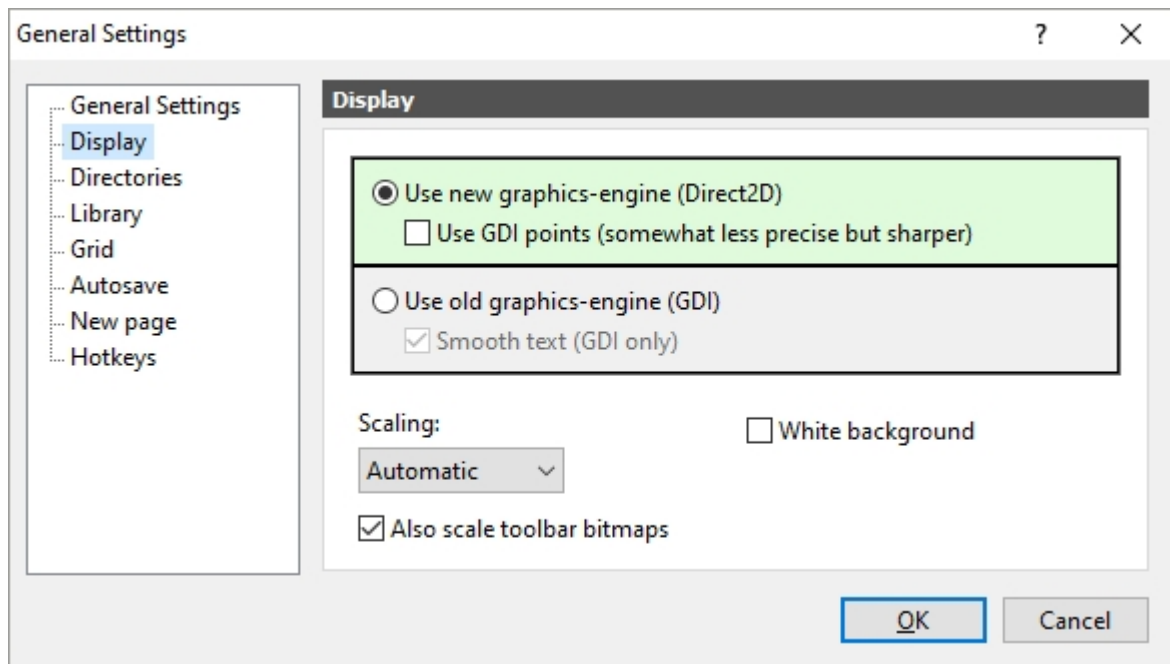 General Settings
?
General Settings
Display
Directories
Library
Grid
Autosave
New page
Hotkeys
Display
Use new graphics-engine (Direct2D)
Use GDI points (somewhat less precise but sharper)
Use old graphics-engine (GDI)
Smooth text (GDI only)
Scaling:
Automatic
White background
Also scale toolbar bitmaps
OK
Cancel